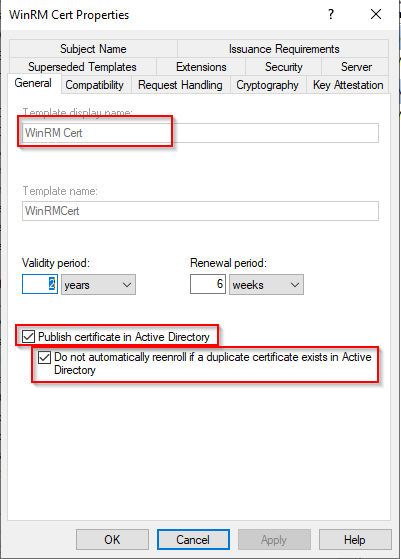 WinRM Cert Properties
? ×
Subject Name Issuance Requirements
Superseded Templates Extensions Security Server
General Compatibility Request Handling Cryptography Key Attestation
Template display name:
WinRM Cert
Template name:
WinRMCert
Validity period: Renewal period:
2 years 6 weeks
Publish certificate in Active Directory
Do not automatically reenroll if a duplicate certificate exists in Active
Directory
OK Cancel Apply Help